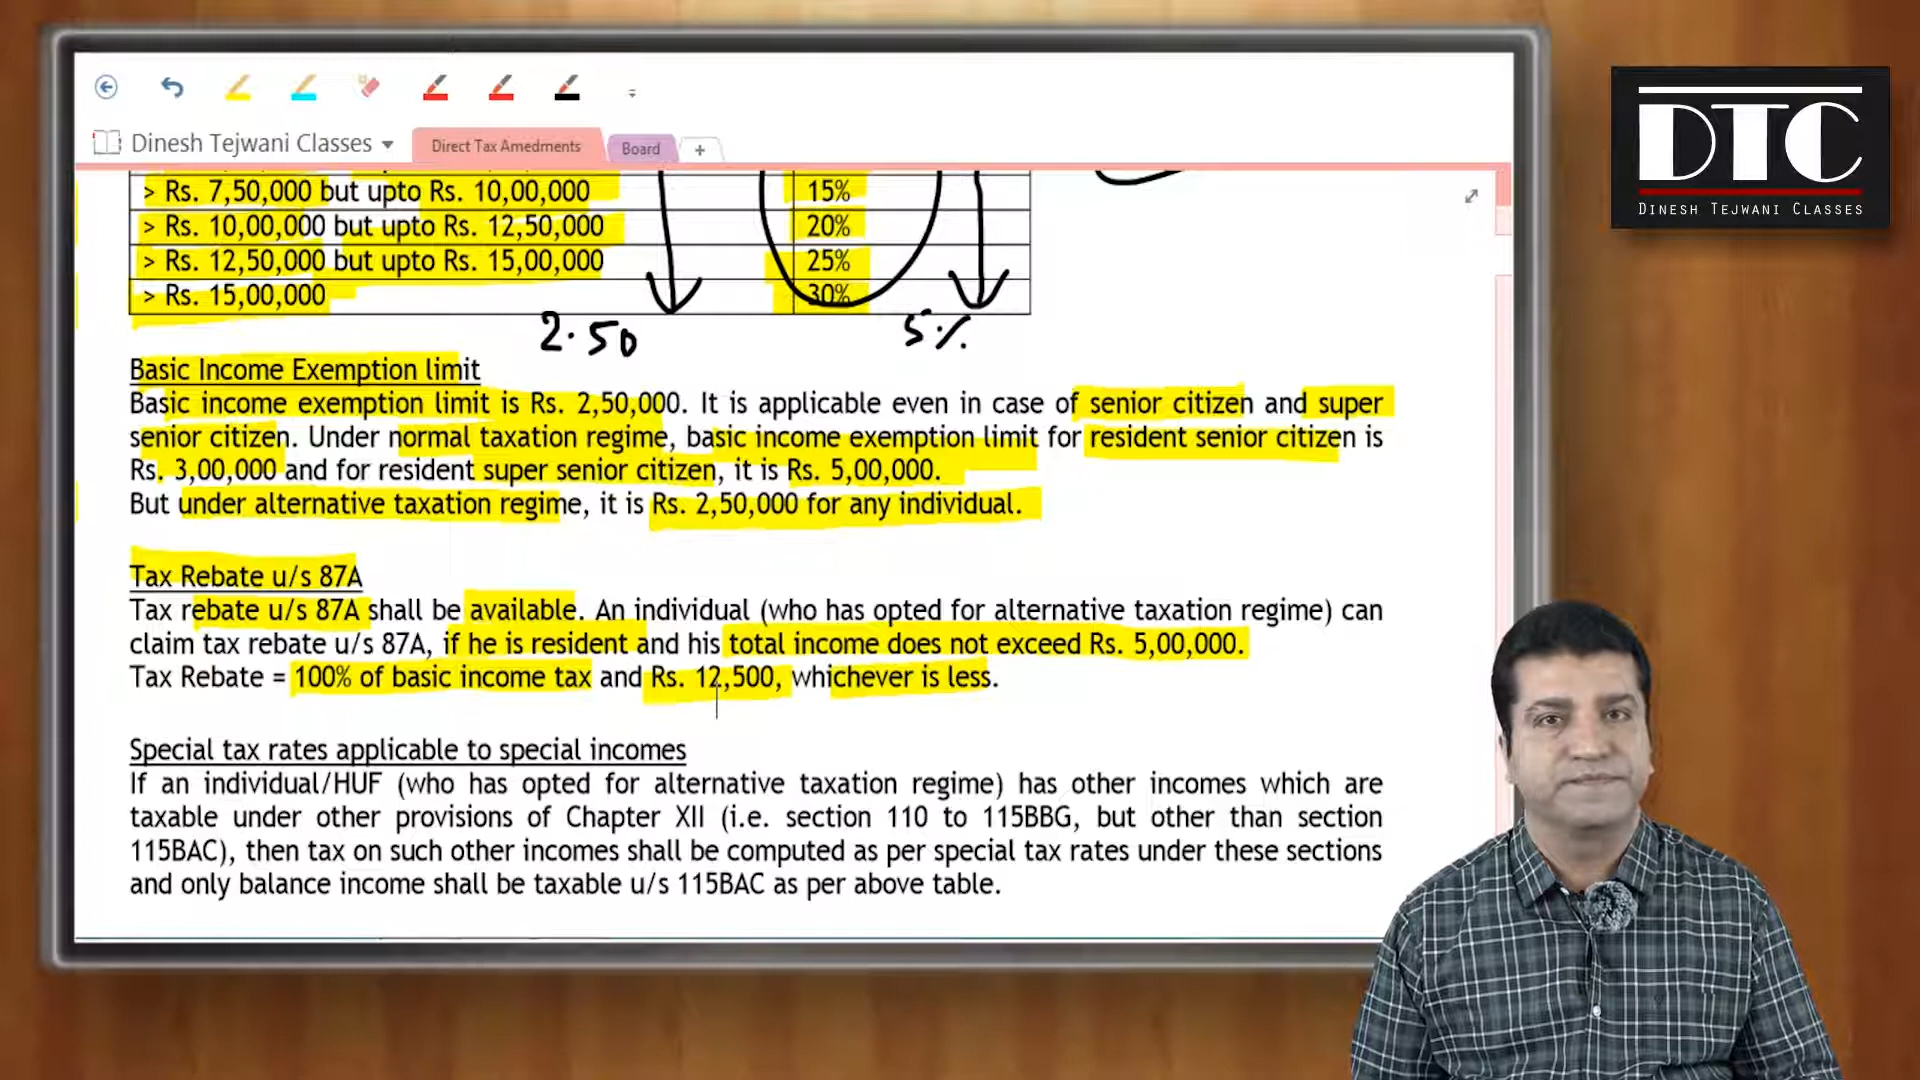 Dinesh Tejwani Classes
Direct Tax Amedments
Board
+
DTC
DINESH TEJWANI CLASSES
> Rs. 7,50,000 but upto Rs. 10,00,000 15%
> Rs. 10,00,000 but upto Rs. 12,50,000 20%
> Rs. 12,50,000 but upto Rs. 15,00,000 25%
> Rs. 15,00,000 30%
2.50 5%
Basic Income Exemption limit
Basic income exemption limit is Rs. 2,50,000. It is applicable even in case of senior citizen and super
senior citizen. Under normal taxation regime, basic income exemption limit for resident senior citizen is
Rs. 3,00,000 and for resident super senior citizen, it is Rs. 5,00,000.
But under alternative taxation regime, it is Rs. 2,50,000 for any individual.
Tax Rebate u/s 87A
Tax rebate u/s 87A shall be available. An individual (who has opted for alternative taxation regime) can
claim tax rebate u/s 87A, if he is resident and his total income does not exceed Rs. 5,00,000.
Tax Rebate = 100% of basic income tax and Rs. 12,500, whichever is less.
Special tax rates applicable to special incomes
If an individual/HUF (who has opted for alternative taxation regime) has other incomes which are
taxable under other provisions of Chapter XII (i.e. section 110 to 115BBG, but other than section
115BAC), then tax on such other incomes shall be computed as per special tax rates under these sections
and only balance income shall be taxable u/s 115BAC as per above table.